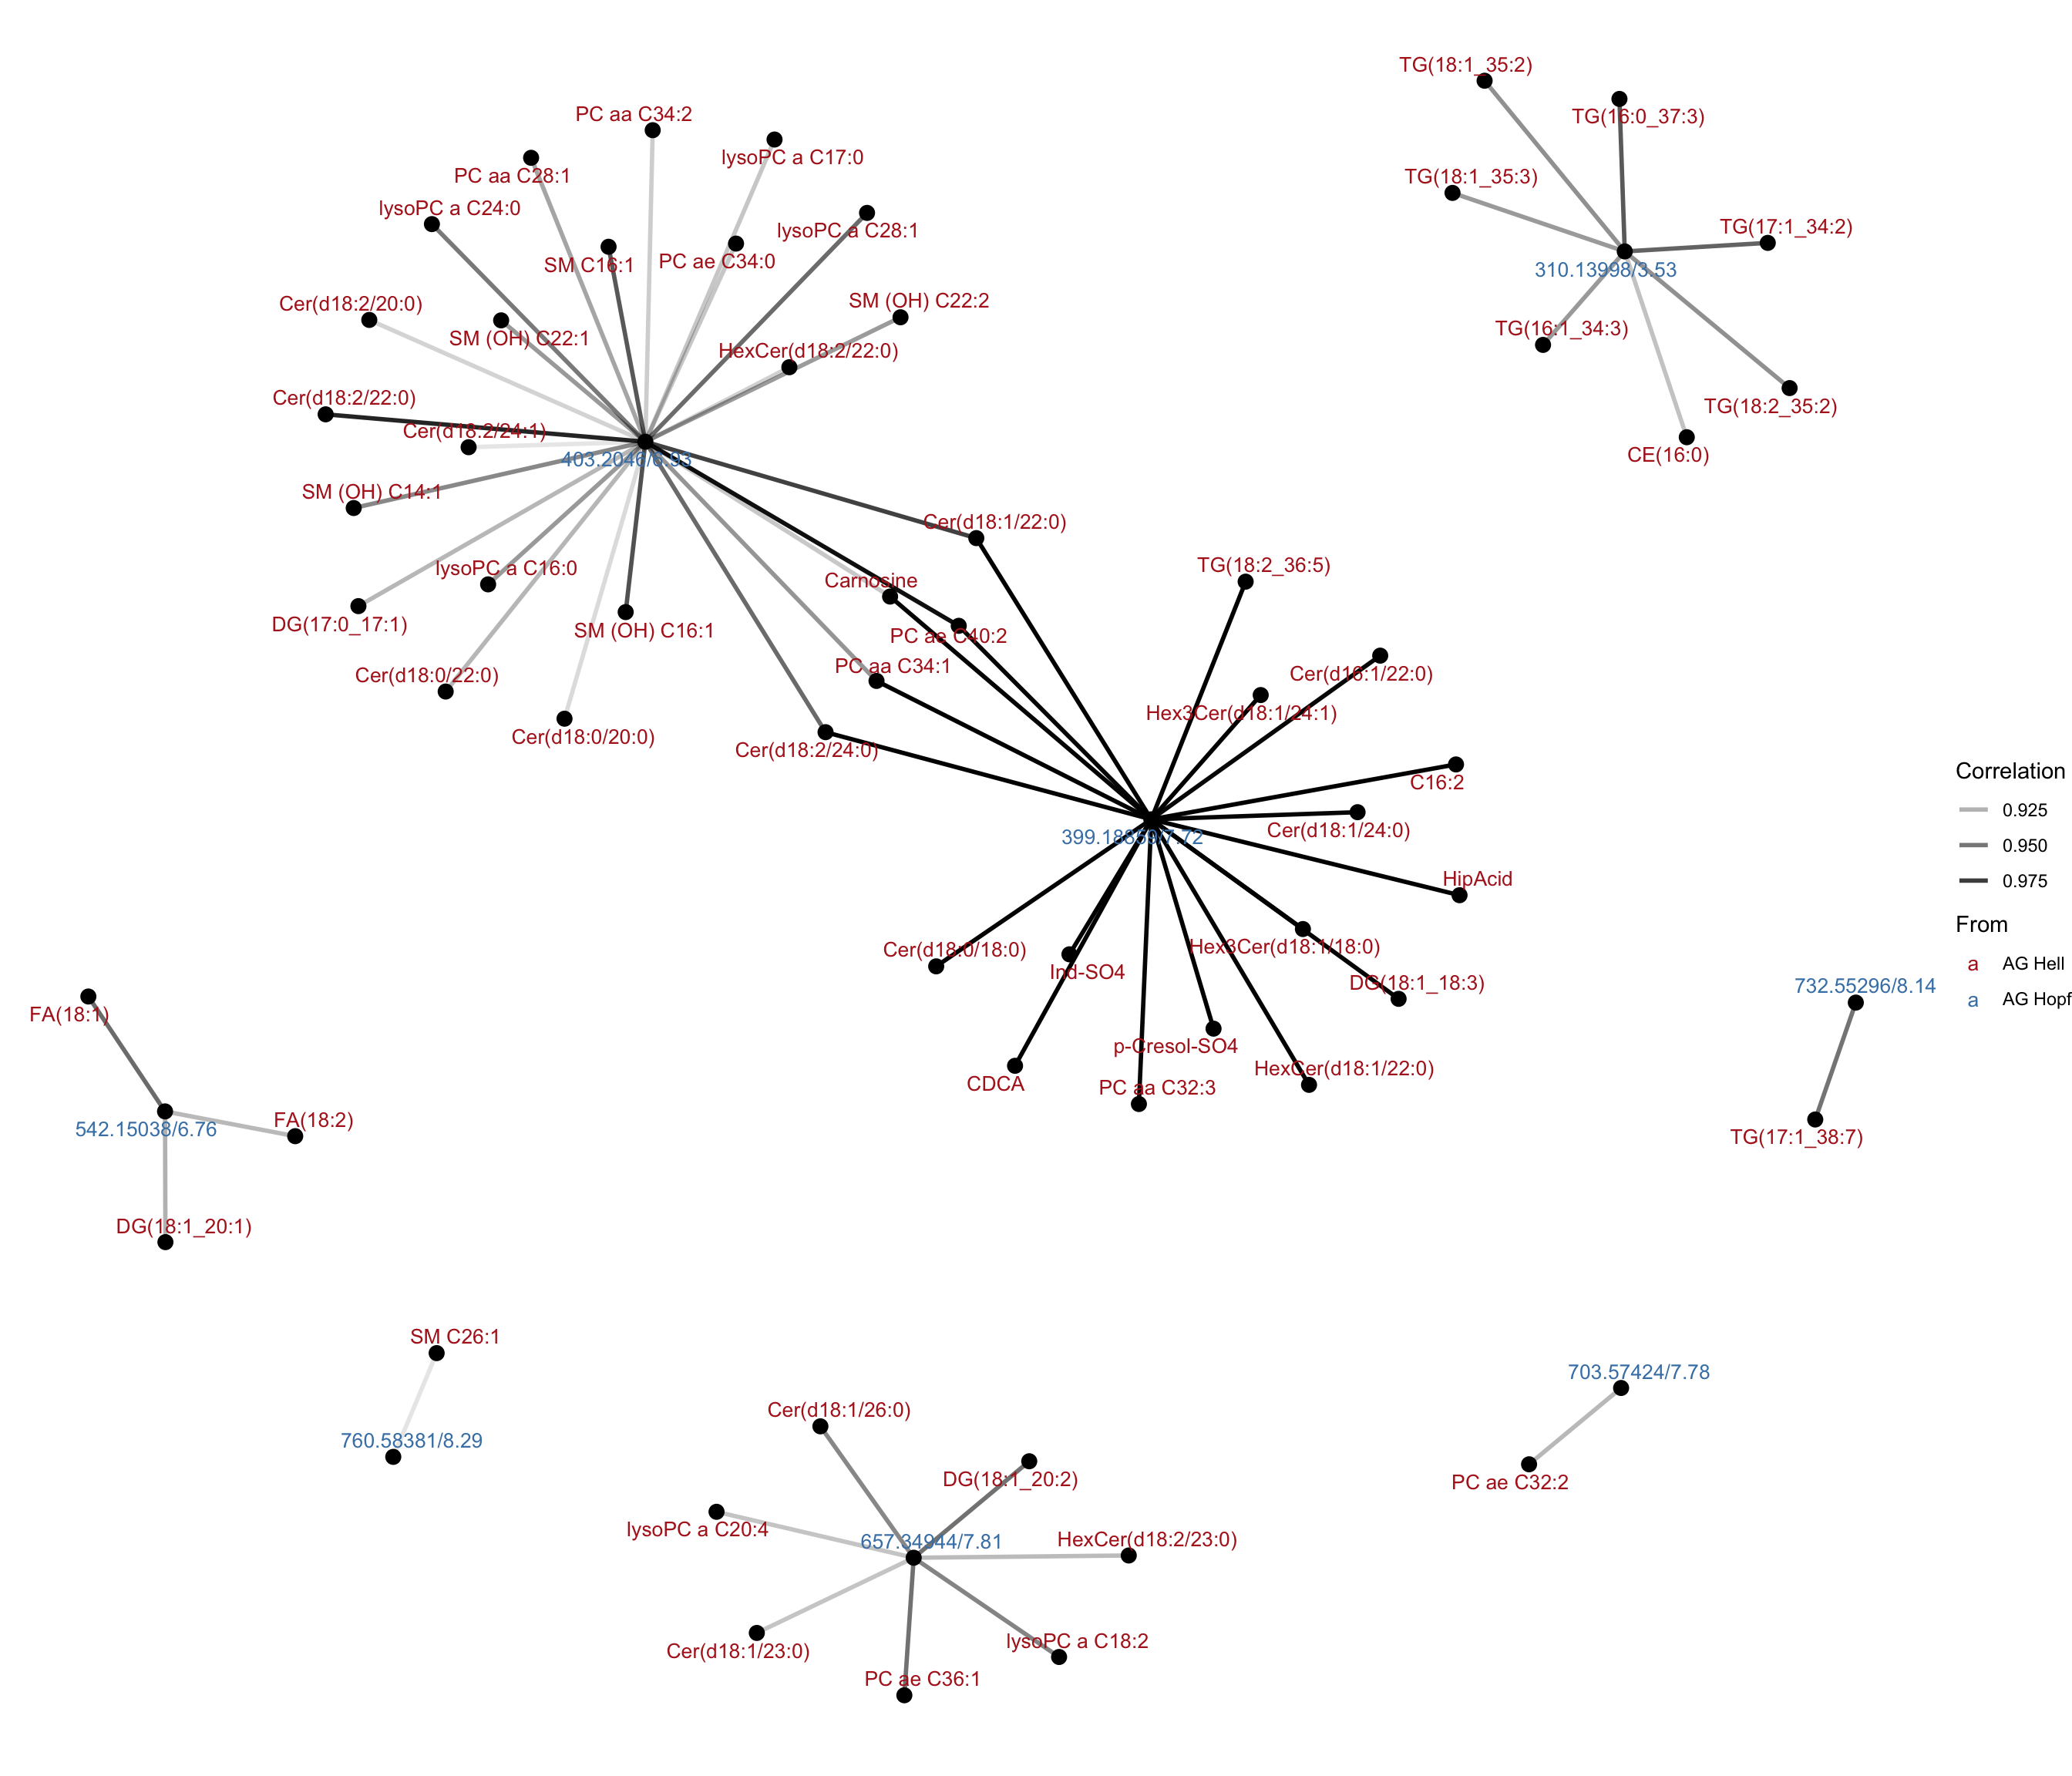 TG(18:1_35:2)
TG(16:0_37:3)
PC aa C34:2
lysoPC a C17:0
PC aa C28:1
TG(18:1_35:3)
lysoPC a C24:0
TG(17:1_34:2)
lysoPC a C28:1
SM C16:1
PC ae C34:0
310.13998/3.53
SM (OH) C22:2
Cer(d18:2/20:0)
TG(16:1_34:3)
SM (OH) C22:1
HexCer(d18:2/22:0)
Cer(d18:2/22:0)
TG(18:2_35:2)
Cer(d18:2/24:1)
CE(16:0)
403.2046/6.93
SM (OH) C14:1
Cer(d18:1/22:0)
TG(18:2_36:5)
lysoPC a C16:0
Carnosine
DG(17:0_17:1)
SM (OH) C16:1
PC ae C40:2
PC aa C34:1
Cer(d18:0/22:0)
Cer(d16:1/22:0)
Hex3Cer(d18:1/24:1)
Cer(d18:0/20:0)
Cer(d18:2/24:0)
C16:2
Cer(d18:1/24:0)
399.18859/7.72
HipAcid
Cer(d18:0/18:0)
Hex3Cer(d18:1/18:0)
Ind-SO4
DG(18:1_18:3)
p-Cresol-SO4
HexCer(d18:1/22:0)
CDCA
PC aa C32:3
Correlation
0.925
0.950
0.975
From
a AG Hell
a AG Hopf
732.55296/8.14
TG(17:1_38:7)
FA(18:1)
FA(18:2)
542.15038/6.76
DG(18:1_20:1)
SM C26:1
760.58381/8.29
703.57424/7.78
PC ae C32:2
Cer(d18:1/26:0)
DG(18:1_20:2)
lysoPC a C20:4
657.34944/7.81
HexCer(d18:2/23:0)
Cer(d18:1/23:0)
lysoPC a C18:2
PC ae C36:1